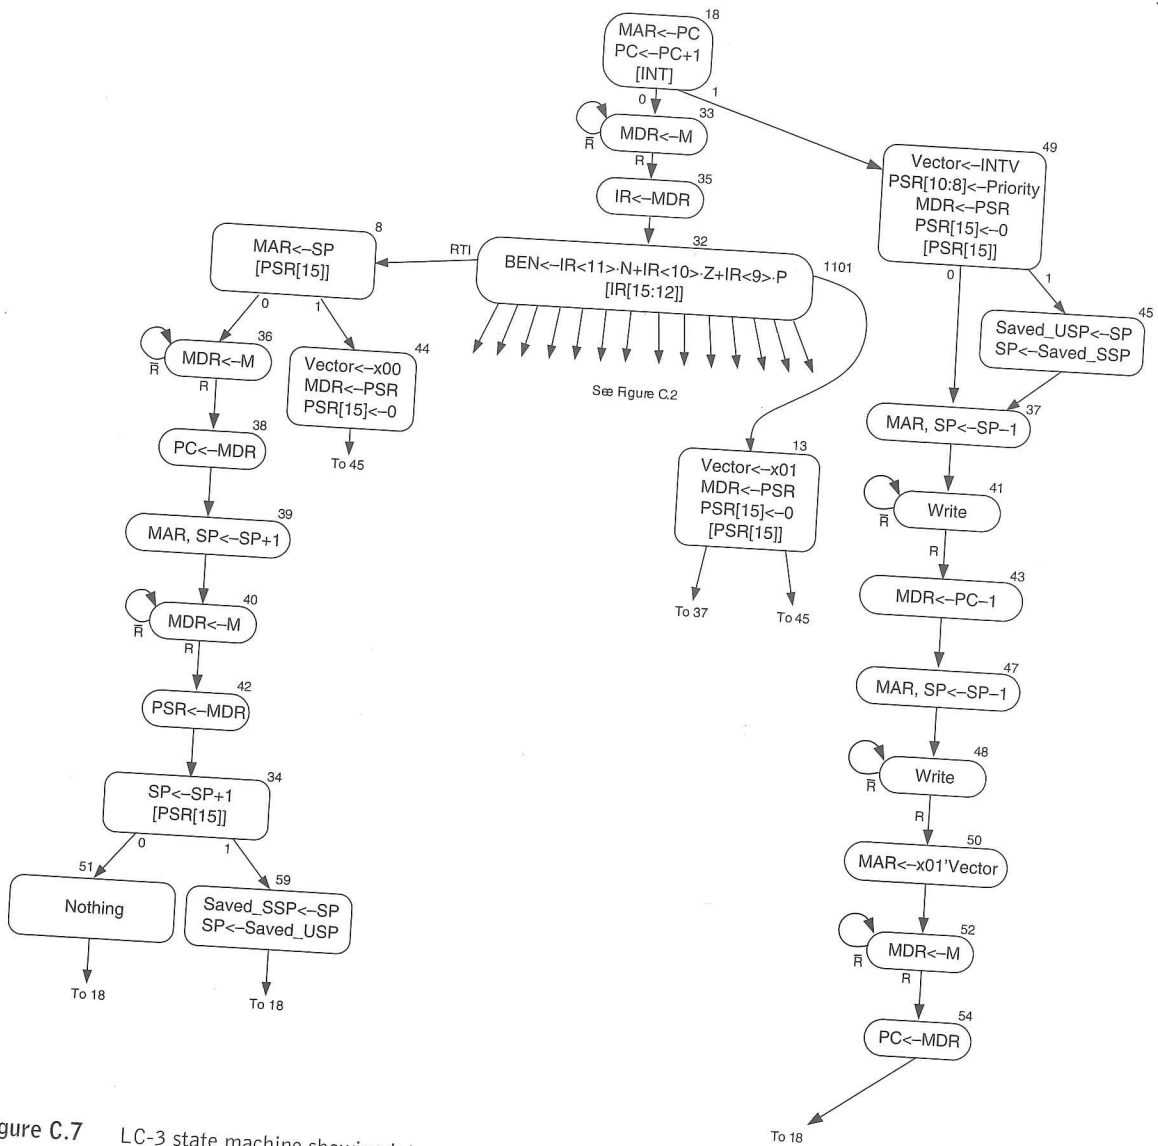 18
MAR<–PC
PC<–PC+1
[INT]
0
1
33
MDR<–M
R̅
R
35
IR<–MDR
32
BEN<–IR<11>·N+IR<10>·Z+IR<9>·P
[IR[15:12]]
RTI
1101
See Figure C.2
8
MAR<–SP
[PSR[15]]
0
1
36
MDR<–M
R̅
R
44
Vector<–x00
MDR<–PSR
PSR[15]<–0
To 45
38
PC<–MDR
39
MAR, SP<–SP+1
40
MDR<–M
R̅
R
42
PSR<–MDR
34
SP<–SP+1
[PSR[15]]
0
1
51
Nothing
To 18
59
Saved_SSP<–SP
SP<–Saved_USP
To 18
13
Vector<–x01
MDR<–PSR
PSR[15]<–0
[PSR[15]]
To 37
To 45
49
Vector<–INTV
PSR[10:8]<–Priority
MDR<–PSR
PSR[15]<–0
[PSR[15]]
0
1
45
Saved_USP<–SP
SP<–Saved_SSP
37
MAR, SP<–SP–1
41
Write
R̅
R
43
MDR<–PC–1
47
MAR, SP<–SP–1
48
Write
R̅
R
50
MAR<–x01'Vector
52
MDR<–M
R̅
R
54
PC<–MDR
To 18
gure C.7 LC-3 state machine showing